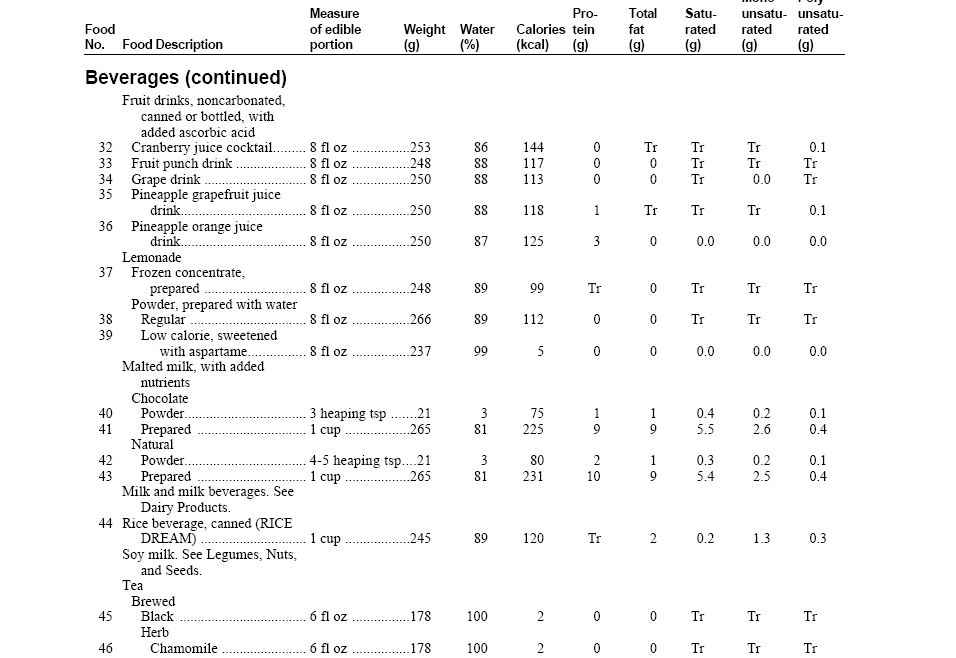 Measure Pro- Total Satu- unsatu- unsatu-
Food of edible Weight Water Calories tein fat rated rated rated
No. Food Description portion (g) (%) (kcal) (g) (g) (g) (g) (g)
Beverages (continued)
Fruit drinks, noncarbonated,
canned or bottled, with
added ascorbic acid
32 Cranberry juice cocktail......... 8 fl oz ...............253 86 144 0 Tr Tr Tr 0.1
33 Fruit punch drink .................. 8 fl oz ...............248 88 117 0 0 Tr Tr Tr
34 Grape drink .......................... 8 fl oz ...............250 88 113 0 0 Tr 0.0 Tr
35 Pineapple grapefruit juice
drink................................ 8 fl oz ...............250 88 118 1 Tr Tr Tr 0.1
36 Pineapple orange juice
drink................................ 8 fl oz ...............250 87 125 3 0 0.0 0.0 0.0
Lemonade
37 Frozen concentrate,
prepared .......................... 8 fl oz ...............248 89 99 Tr 0 Tr Tr Tr
Powder, prepared with water
38 Regular .............................. 8 fl oz ...............266 89 112 0 0 Tr Tr Tr
39 Low calorie, sweetened
with aspartame............... 8 fl oz ...............237 99 5 0 0 0.0 0.0 0.0
Malted milk, with added
nutrients
Chocolate
40 Powder............................... 3 heaping tsp .......21 3 75 1 1 0.4 0.2 0.1
41 Prepared ............................ 1 cup .................265 81 225 9 9 5.5 2.6 0.4
Natural
42 Powder............................... 4-5 heaping tsp....21 3 80 2 1 0.3 0.2 0.1
43 Prepared ............................ 1 cup .................265 81 231 10 9 5.4 2.5 0.4
Milk and milk beverages. See
Dairy Products.
44 Rice beverage, canned (RICE
DREAM) ........................... 1 cup .................245 89 120 Tr 2 0.2 1.3 0.3
Soy milk. See Legumes, Nuts,
and Seeds.
Tea
Brewed
45 Black ................................ 6 fl oz ...............178 100 2 0 0 Tr Tr Tr
Herb
46 Chamomile ...................... 6 fl oz ...............178 100 2 0 0 Tr Tr Tr